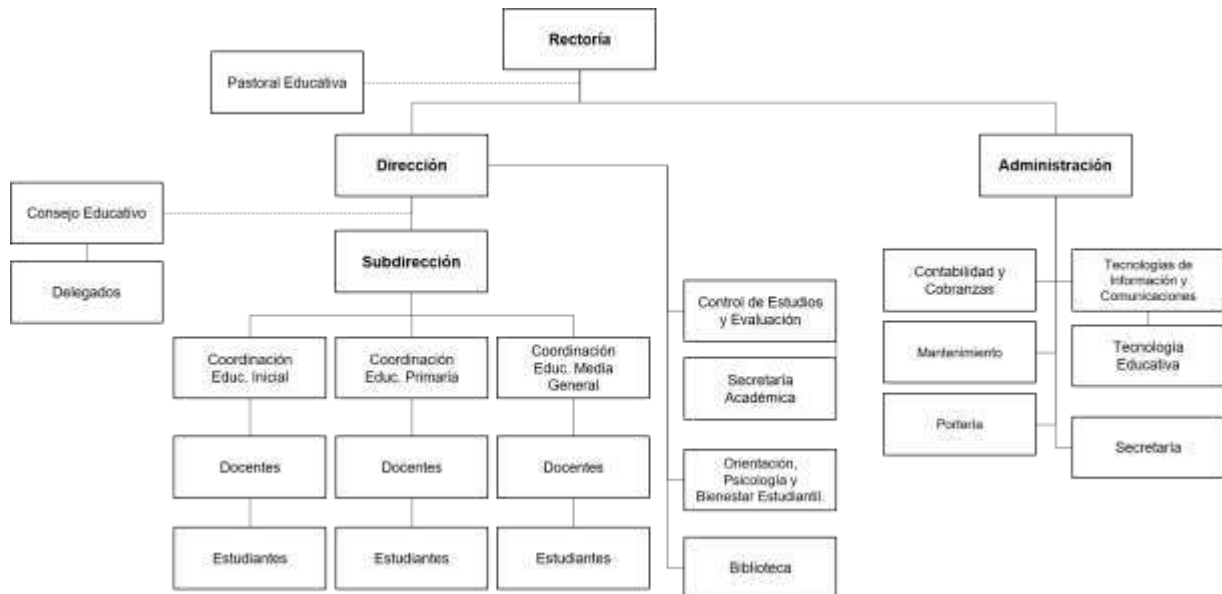 Rectoría
Pastoral Educativa
Dirección
Administración
Consejo Educativo
Delegados
Subdirección
Contabilidad y
Cobranzas
Tecnologías de
Información y
Comunicaciones
Control de Estudios
y Evaluación
Mantenimiento
Tecnología
Educativa
Coordinación
Educ. Inicial
Coordinación
Educ. Primaria
Coordinación
Educ. Media
General
Secretaría
Académica
Portería
Secretaría
Docentes
Docentes
Docentes
Orientación,
Psicología y
Bienestar Estudiantil.
Estudiantes
Estudiantes
Estudiantes
Biblioteca